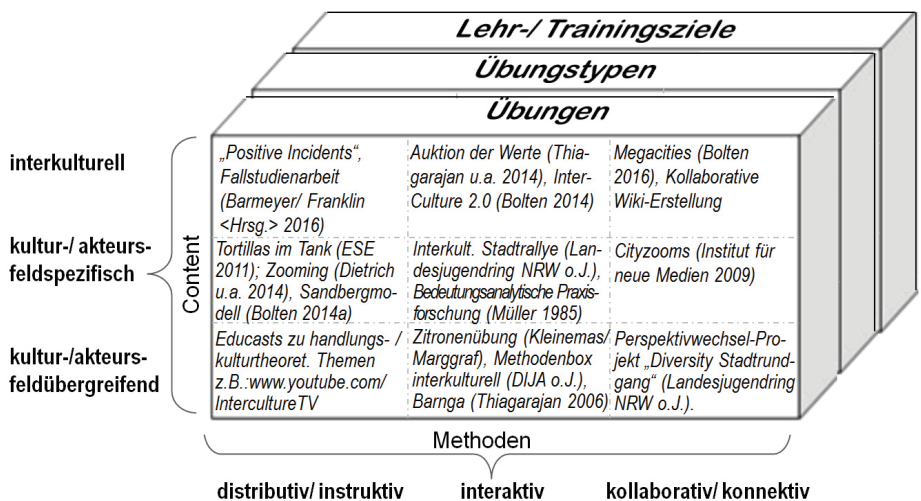 Lehr-/ Trainingsziele
Übungstypen
Übungen
interkulturell
kultur-/ akteurs-
feldspezifisch
kultur-/akteurs-
feldübergreifend
Content
„Positive Incidents“,
Fallstudienarbeit
(Barmeyer/ Franklin
<Hrsg.> 2016)
Auktion der Werte (Thia-
garajan u.a. 2014), Inter-
Culture 2.0 (Bolten 2014)
Megacities (Bolten
2016), Kollaborative
Wiki-Erstellung
Tortillas im Tank (ESE
2011); Zooming (Dietrich
u.a. 2014), Sandbergmo-
dell (Bolten 2014a)
Interkult. Stadtrallye (Lan-
desjugendring NRW o.J.),
Bedeutungsanalytische Praxis-
forschung (Müller 1985)
Cityzooms (Institut für
neue Medien 2009)
Educasts zu handlungs- /
kulturtheoret. Themen
z.B.:www.youtube.com/
IntercultureTV
Zitronenübung (Kleinemas/
Marggraf), Methodenbox
interkulturell (DIJA o.J.),
Barnga (Thiagarajan 2006)
Perspektivwechsel-Pro-
jekt „Diversity Stadtrund-
gang“ (Landesjugendring
NRW o.J.).
Methoden
distributiv/ instruktiv
interaktiv
kollaborativ/ konnektiv